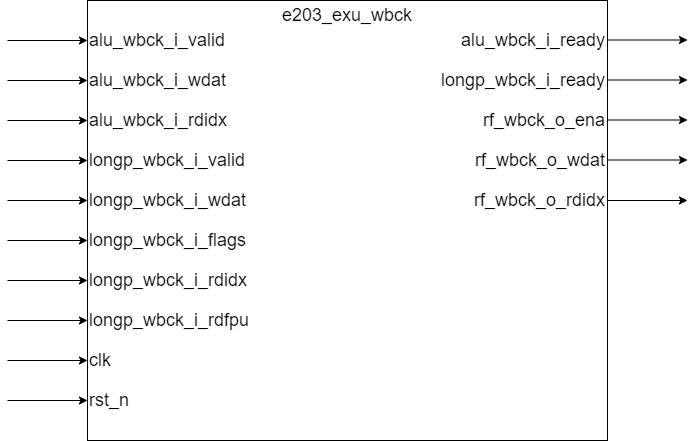 e203_exu_wbck
alu_wbck_i_valid
alu_wbck_i_ready
alu_wbck_i_wdat
longp_wbck_i_ready
alu_wbck_i_rdidx
rf_wbck_o_ena
longp_wbck_i_valid
rf_wbck_o_wdat
longp_wbck_i_wdat
rf_wbck_o_rdidx
longp_wbck_i_flags
longp_wbck_i_rdidx
longp_wbck_i_rdfpu
clk
rst_n